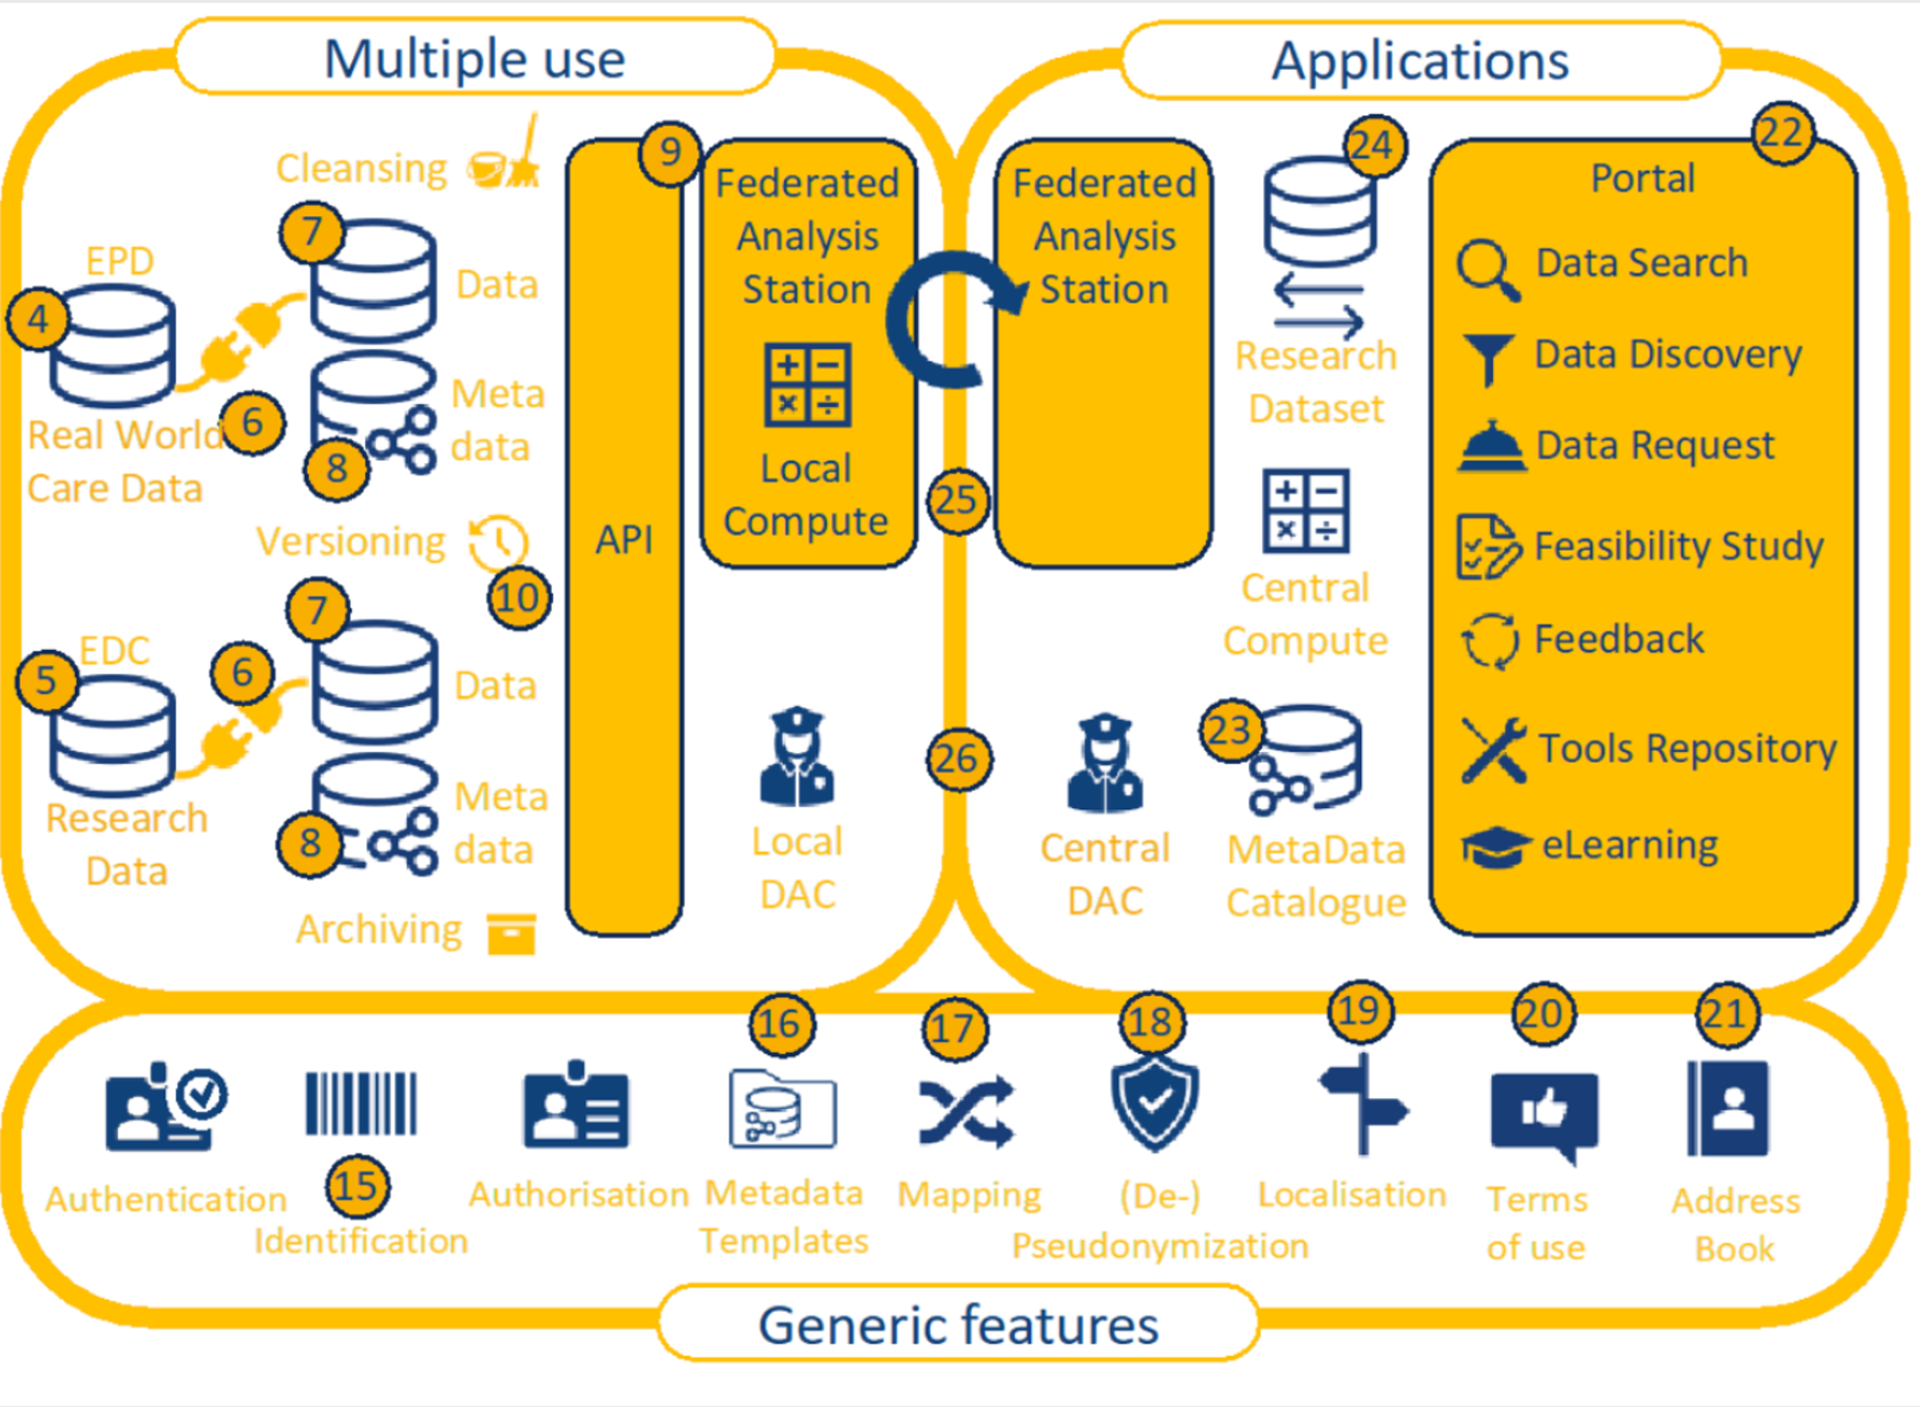 Multiple use
Cleansing
7
EPD
4
Data
Real World
Care Data
6
Meta
data
8
Versioning
10
7
EDC
5
6
Data
Research
Data
Meta
data
8
Archiving
API
9
Federated
Analysis
Station
Local
Compute
Local
DAC
25
26
Applications
Federated
Analysis
Station
24
Research
Dataset
Central
Compute
Central
DAC
23
MetaData
Catalogue
22
Portal
Data Search
Data Discovery
Data Request
Feasibility Study
Feedback
Tools Repository
eLearning
Authentication
15
Identification
Authorisation
16
Metadata
Templates
17
Mapping
18
(De-)
Pseudonymization
19
Localisation
20
Terms
of use
21
Address
Book
Generic features